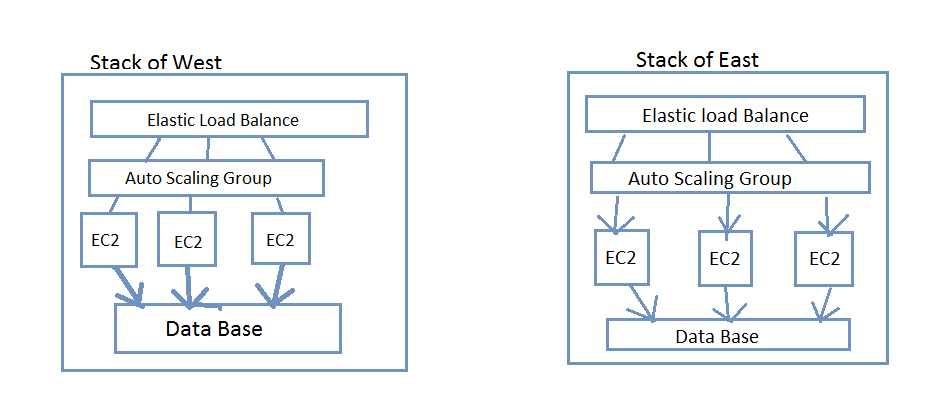 Stack of West
Elastic Load Balance
Auto Scaling Group
EC2
EC2
EC2
Data Base
Stack of East
Elastic load Balance
Auto Scaling Group
EC2
EC2
EC2
Data Base